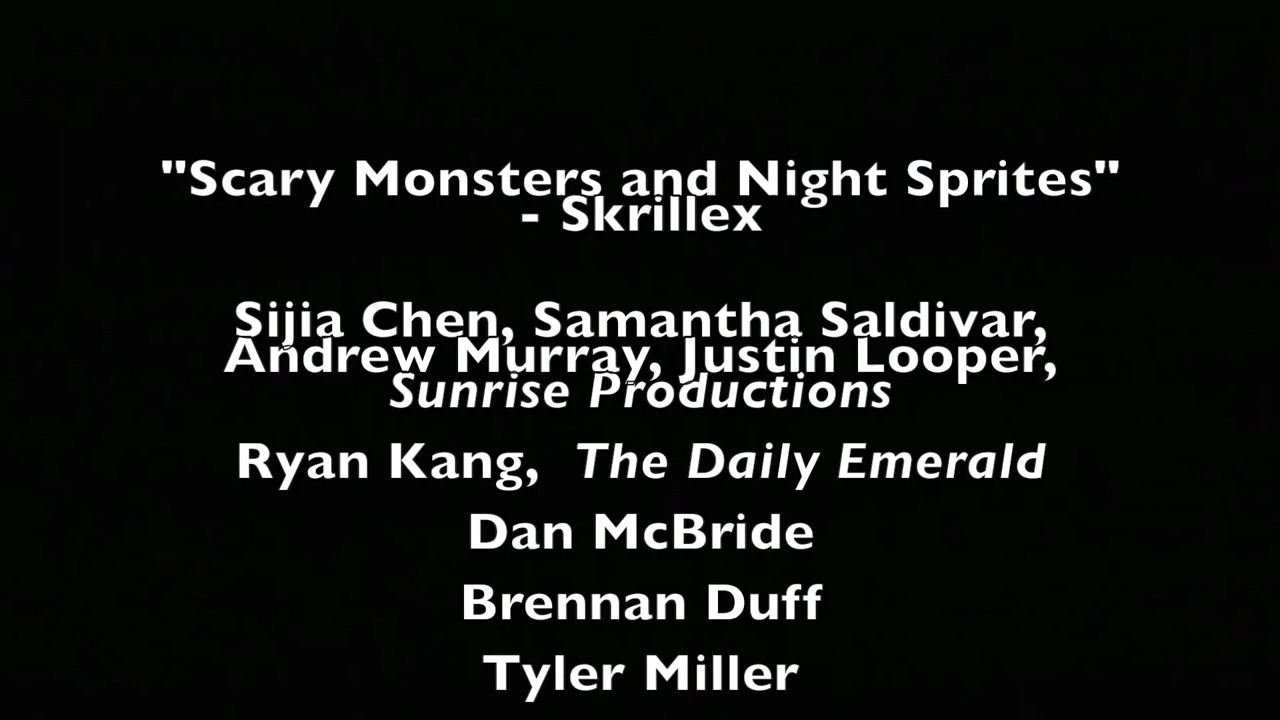 "Scary Monsters and Night Sprites"
- Skrillex
Sijia Chen, Samantha Saldivar,
Andrew Murray, Justin Looper,
Sunrise Productions
Ryan Kang, The Daily Emerald
Dan McBride
Brennan Duff
Tyler Miller